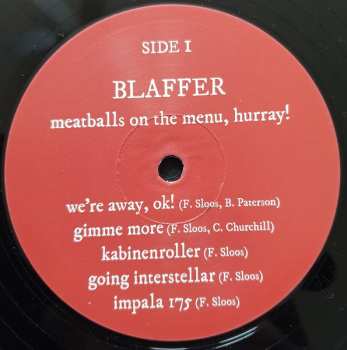 SIDE I
BLAFFER
meatballs on the menu, hurray!
we're away, ok! (F. Sloos, B. Paterson)
gimme more (F. Sloos, C. Churchill)
kabinenroller (F. Sloos)
going interstellar (F. Sloos)
impala 175 (F. Sloos)